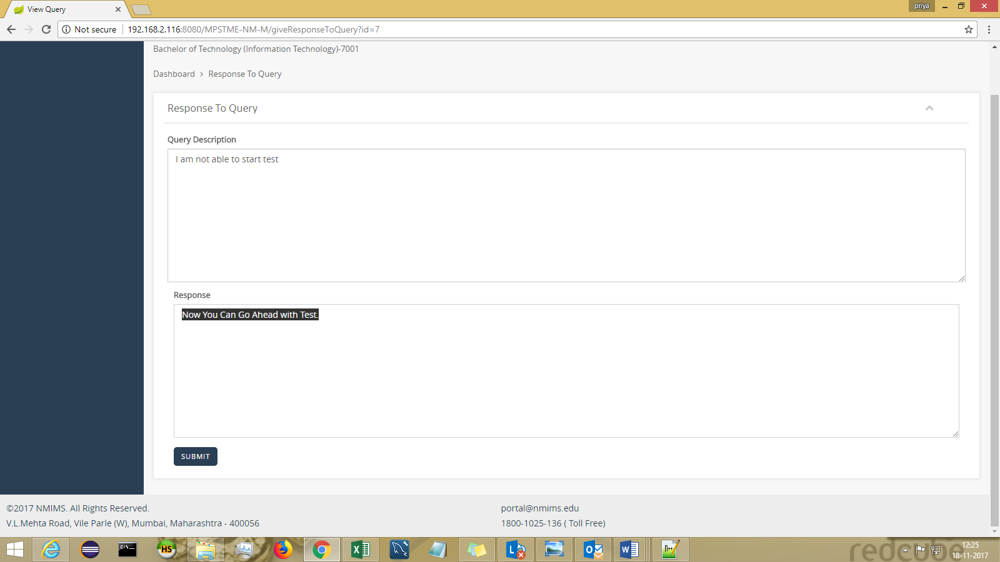 View Query
priya
Not secure
192.168.2.116:8080/MPSTME-NM-M/giveResponseToQuery?id=7
Bachelor of Technology (Information Technology)-7001
Dashboard > Response To Query
Response To Query
Query Description
I am not able to start test
Response
Now You Can Go Ahead with Test.
SUBMIT
©2017 NMIMS. All Rights Reserved.
portal@nmims.edu
V.L.Mehta Road, Vile Parle (W), Mumbai, Maharashtra - 400056
1800-1025-136 ( Toll Free)
HS
redcube
12:25
18-11-2017